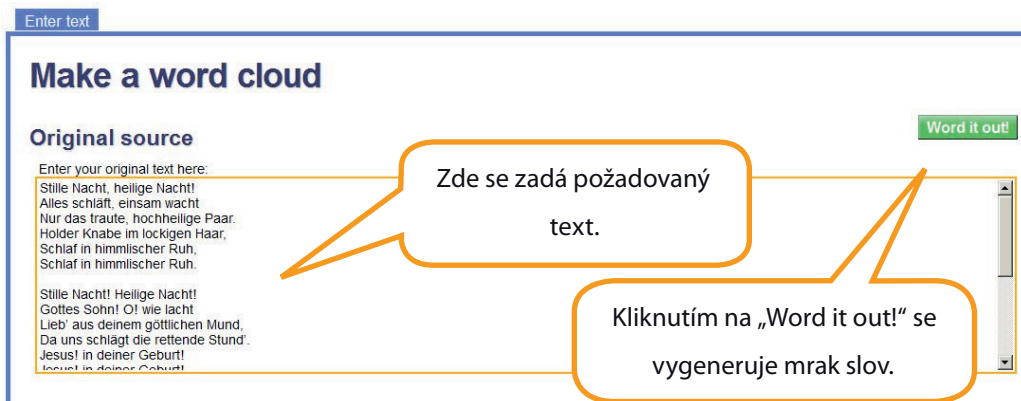 Enter text
Make a word cloud
Original source
Word it out!
Enter your original text here:
Stille Nacht, heilige Nacht!
Alles schläft, einsam wacht
Nur das traute, hochheilige Paar.
Holder Knabe im lockigen Haar,
Schlaf in himmlischer Ruh,
Schlaf in himmlischer Ruh.
Stille Nacht! Heilige Nacht!
Gottes Sohn! O! wie lacht
Lieb' aus deinem göttlichen Mund,
Da uns schlägt die rettende Stund'.
Jesus! in deiner Geburt!
Jesus! in deiner Geburt!
Zde se zadá požadovaný
text.
Kliknutím na „Word it out!“ se
vygeneruje mrak slov.